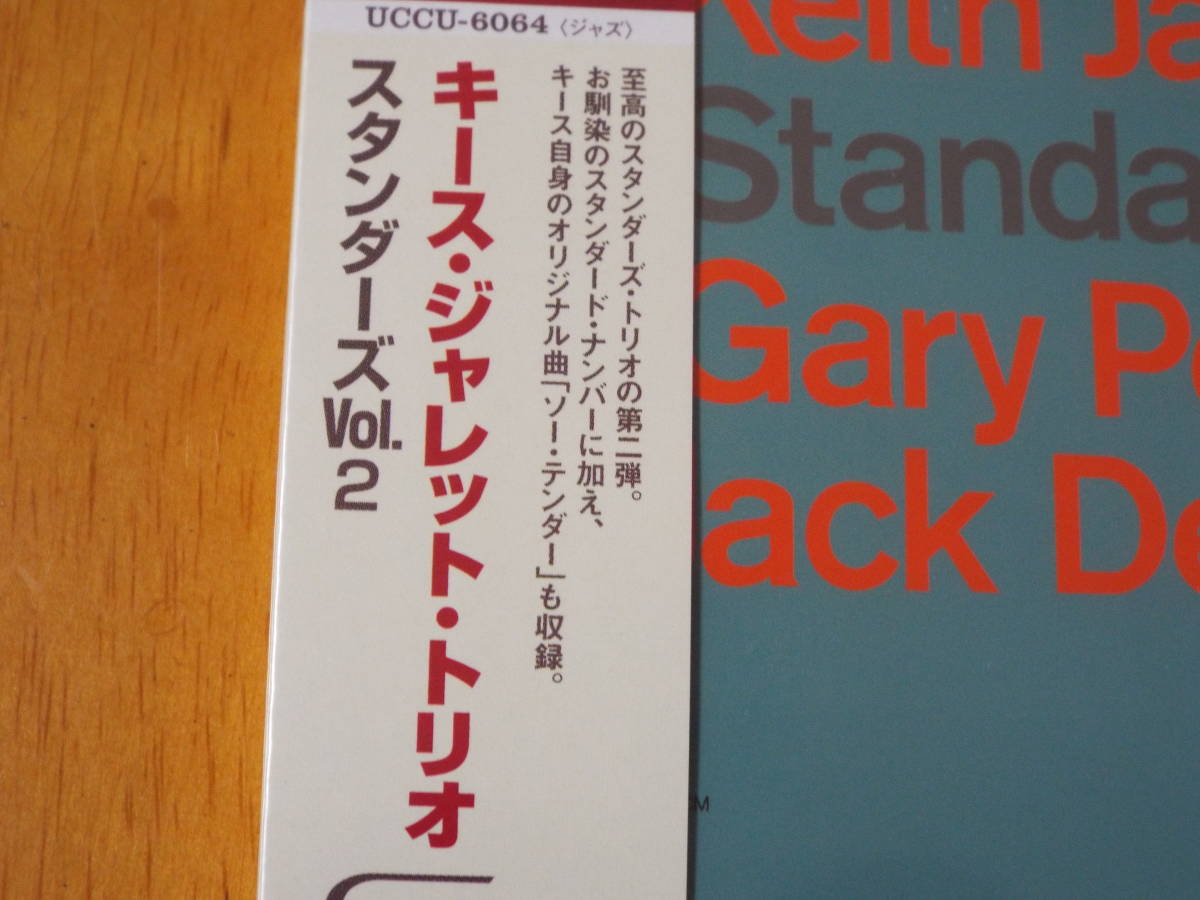 UCCU-6064 〈ジャズ〉
至高のスタンダーズ・トリオの第二弾。
お馴染のスタンダード・ナンバーに加え、
キース自身のオリジナル曲「ソー・テンダー」も収録。
キース・ジャレット・トリオ
スタンダーズ Vol. 2
Keith Ja
Standa
Gary Pe
ack De
CM